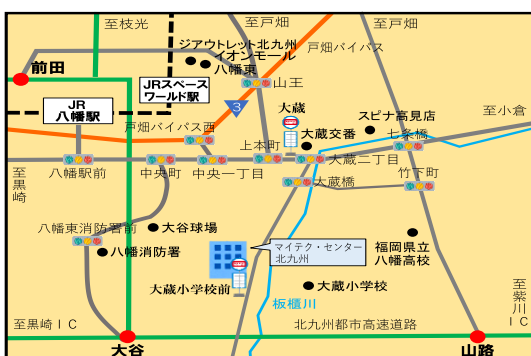 至枝光
至戸畑
至戸畑
ジアウトレット北九州
イオンモール
八幡東
戸畑バイパス
前田
JRスペース
ワールド駅
山王
3
大蔵
スピナ高見店
至小倉
JR
八幡駅
戸畑バイパス西
上本町
大蔵交番
七条橋
八幡駅前
中央町
中央一丁目
大蔵二丁目
至黒崎
大蔵橋
竹下町
八幡東消防署前
大谷球場
八幡消防署
マイテク・センター
北九州
福岡県立
八幡高校
大蔵小学校前
大蔵小学校
板櫃川
至紫川IC
至黒崎IC
北九州都市高速道路
大谷
山路